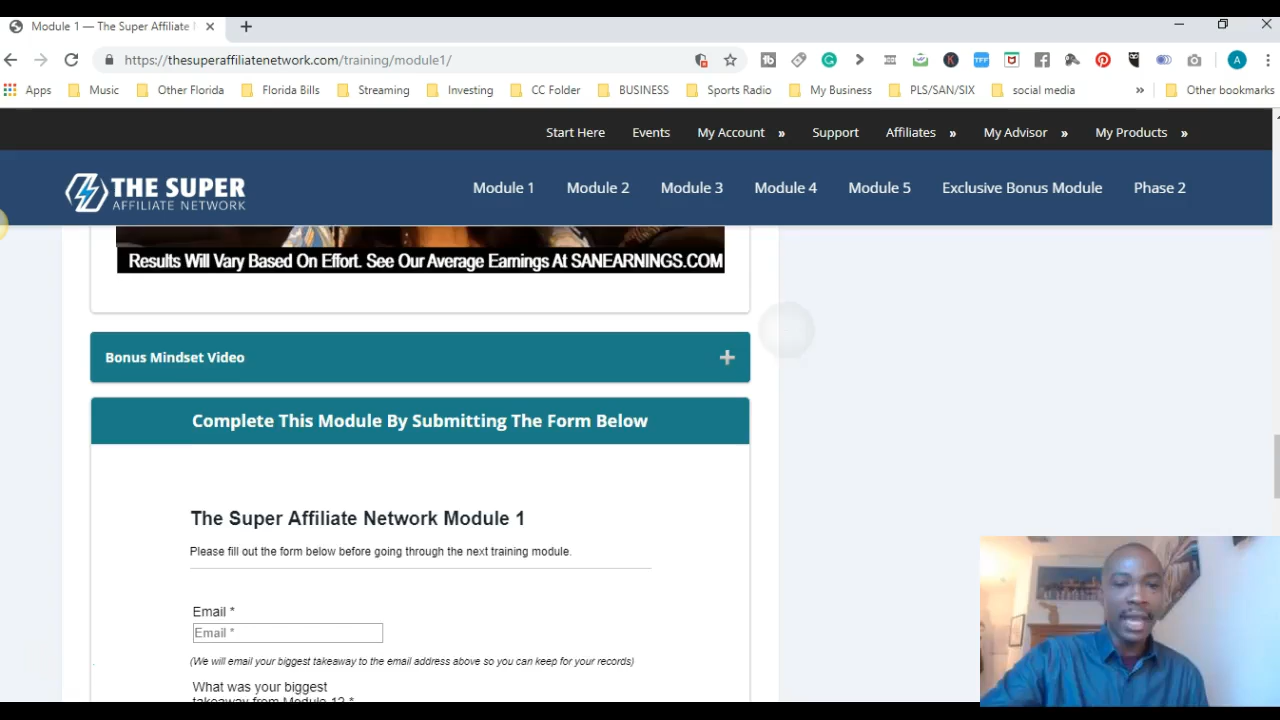 Module 1 — The Super Affiliate
https://thesuperaffiliatenetwork.com/training/module1/
Apps Music Other Florida Florida Bills Streaming Investing CC Folder BUSINESS Sports Radio My Business PLS/SAN/SIX social media » Other bookmarks
Start Here Events My Account » Support Affiliates » My Advisor » My Products »
THE SUPER
AFFILIATE NETWORK
Module 1 Module 2 Module 3 Module 4 Module 5 Exclusive Bonus Module Phase 2
Results Will Vary Based On Effort. See Our Average Earnings At SANEARNINGS.COM
Bonus Mindset Video
Complete This Module By Submitting The Form Below
The Super Affiliate Network Module 1
Please fill out the form below before going through the next training module.
Email *
Email *
(We will email your biggest takeaway to the email address above so you can keep for your records)
What was your biggest
takeaway from Module 1? *